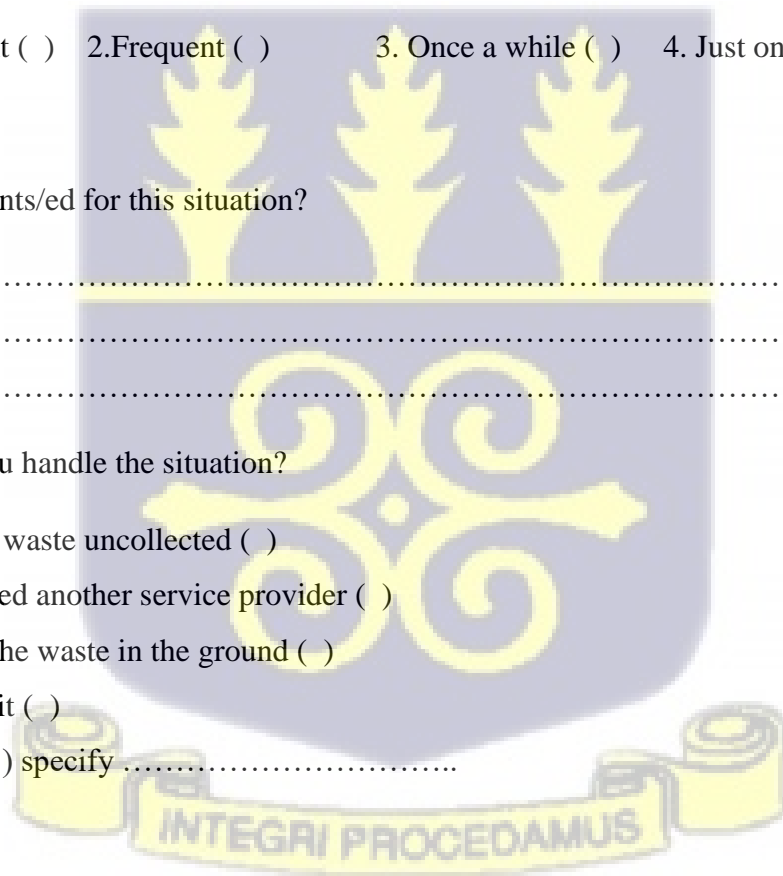 t ( ) 2.Frequent ( ) 3. Once a while ( ) 4. Just on
nts/ed for this situation?
……………………………………………………………………………
……………………………………………………………………………
……………………………………………………………………………
u handle the situation?
waste uncollected ( )
ed another service provider ( )
he waste in the ground ( )
it ( )
) specify …………………………..
INTEGRI PROCEDAMUS